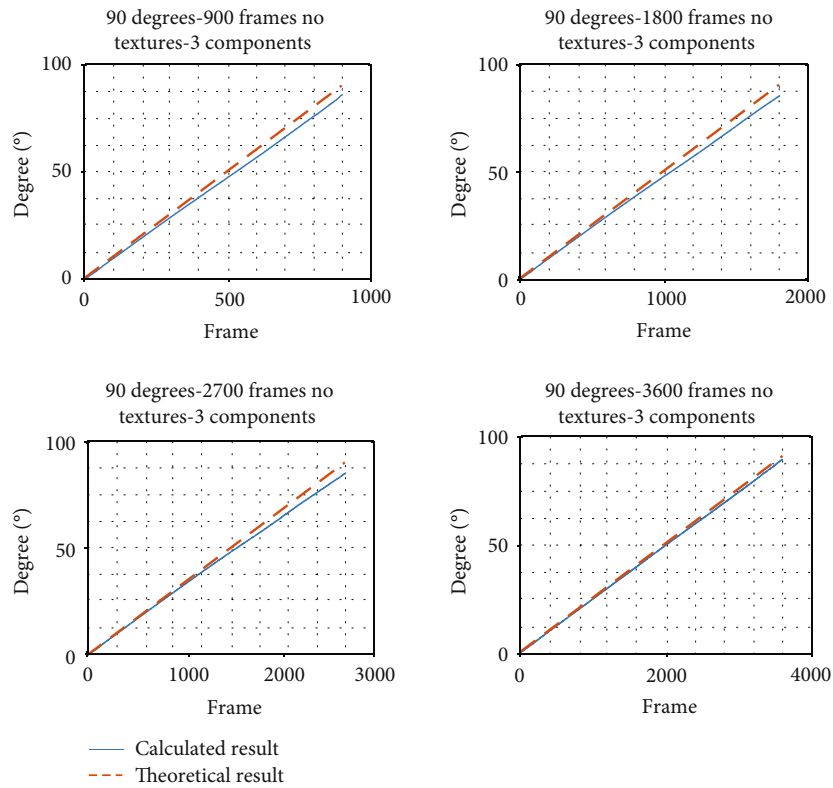 90 degrees-900 frames no
textures-3 components
100
50
0
Degree (°)
0
500
1000
Frame
90 degrees-1800 frames no
textures-3 components
100
50
0
Degree (°)
0
1000
2000
Frame
90 degrees-2700 frames no
textures-3 components
100
50
0
Degree (°)
0
1000
2000
3000
Frame
90 degrees-3600 frames no
textures-3 components
100
50
0
Degree (°)
0
2000
4000
Frame
Calculated result
Theoretical result